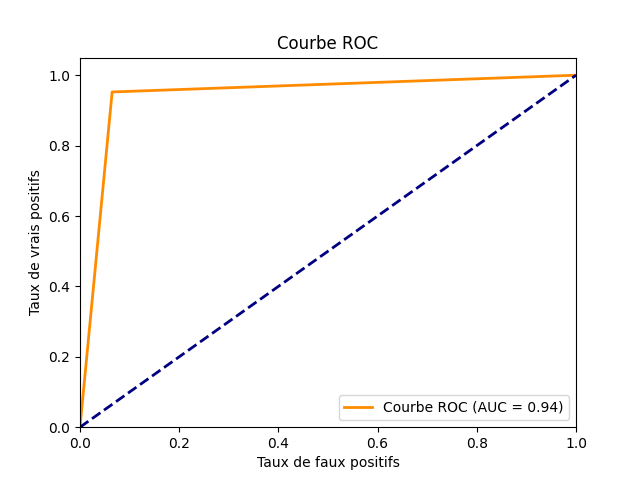 Courbe ROC
1.0
0.8
0.6
0.4
0.2
0.0
Taux de vrais positifs
Courbe ROC (AUC = 0.94)
0.0 0.2 0.4 0.6 0.8 1.0
Taux de faux positifs